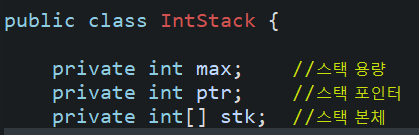 public class IntStack {
private int max; //스택 용량
private int ptr; //스택 포인터
private int[] stk; //스택 본체